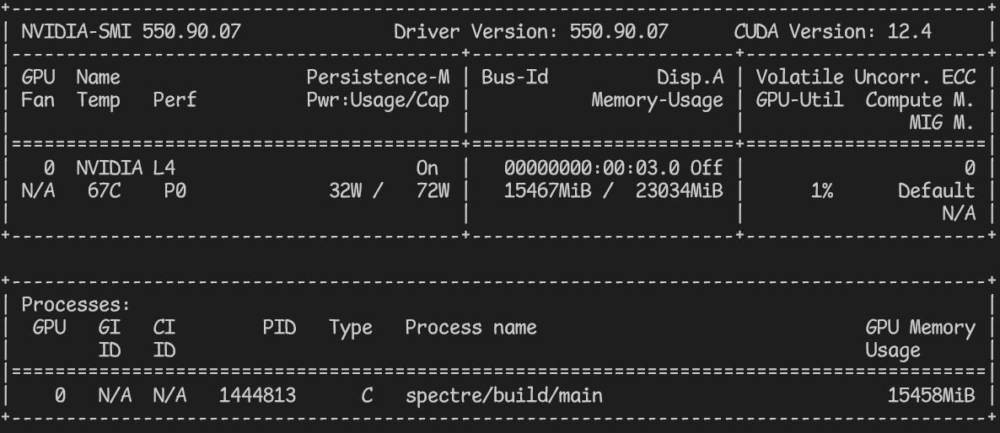 NVIDIA-SMI 550.90.07 Driver Version: 550.90.07 CUDA Version: 12.4
GPU Name Persistence-M | Bus-Id Disp.A | Volatile Uncorr. ECC
Fan Temp Perf Pwr:Usage/Cap | Memory-Usage | GPU-Util Compute M.
MIG M.
0 NVIDIA L4 On | 00000000:00:03.0 Off | 0
N/A 67C P0 32W / 72W | 15467MiB / 23034MiB | 1% Default
N/A
Processes:
GPU GI CI PID Type Process name GPU Memory
ID ID Usage
0 N/A N/A 1444813 C spectre/build/main 15458MiB